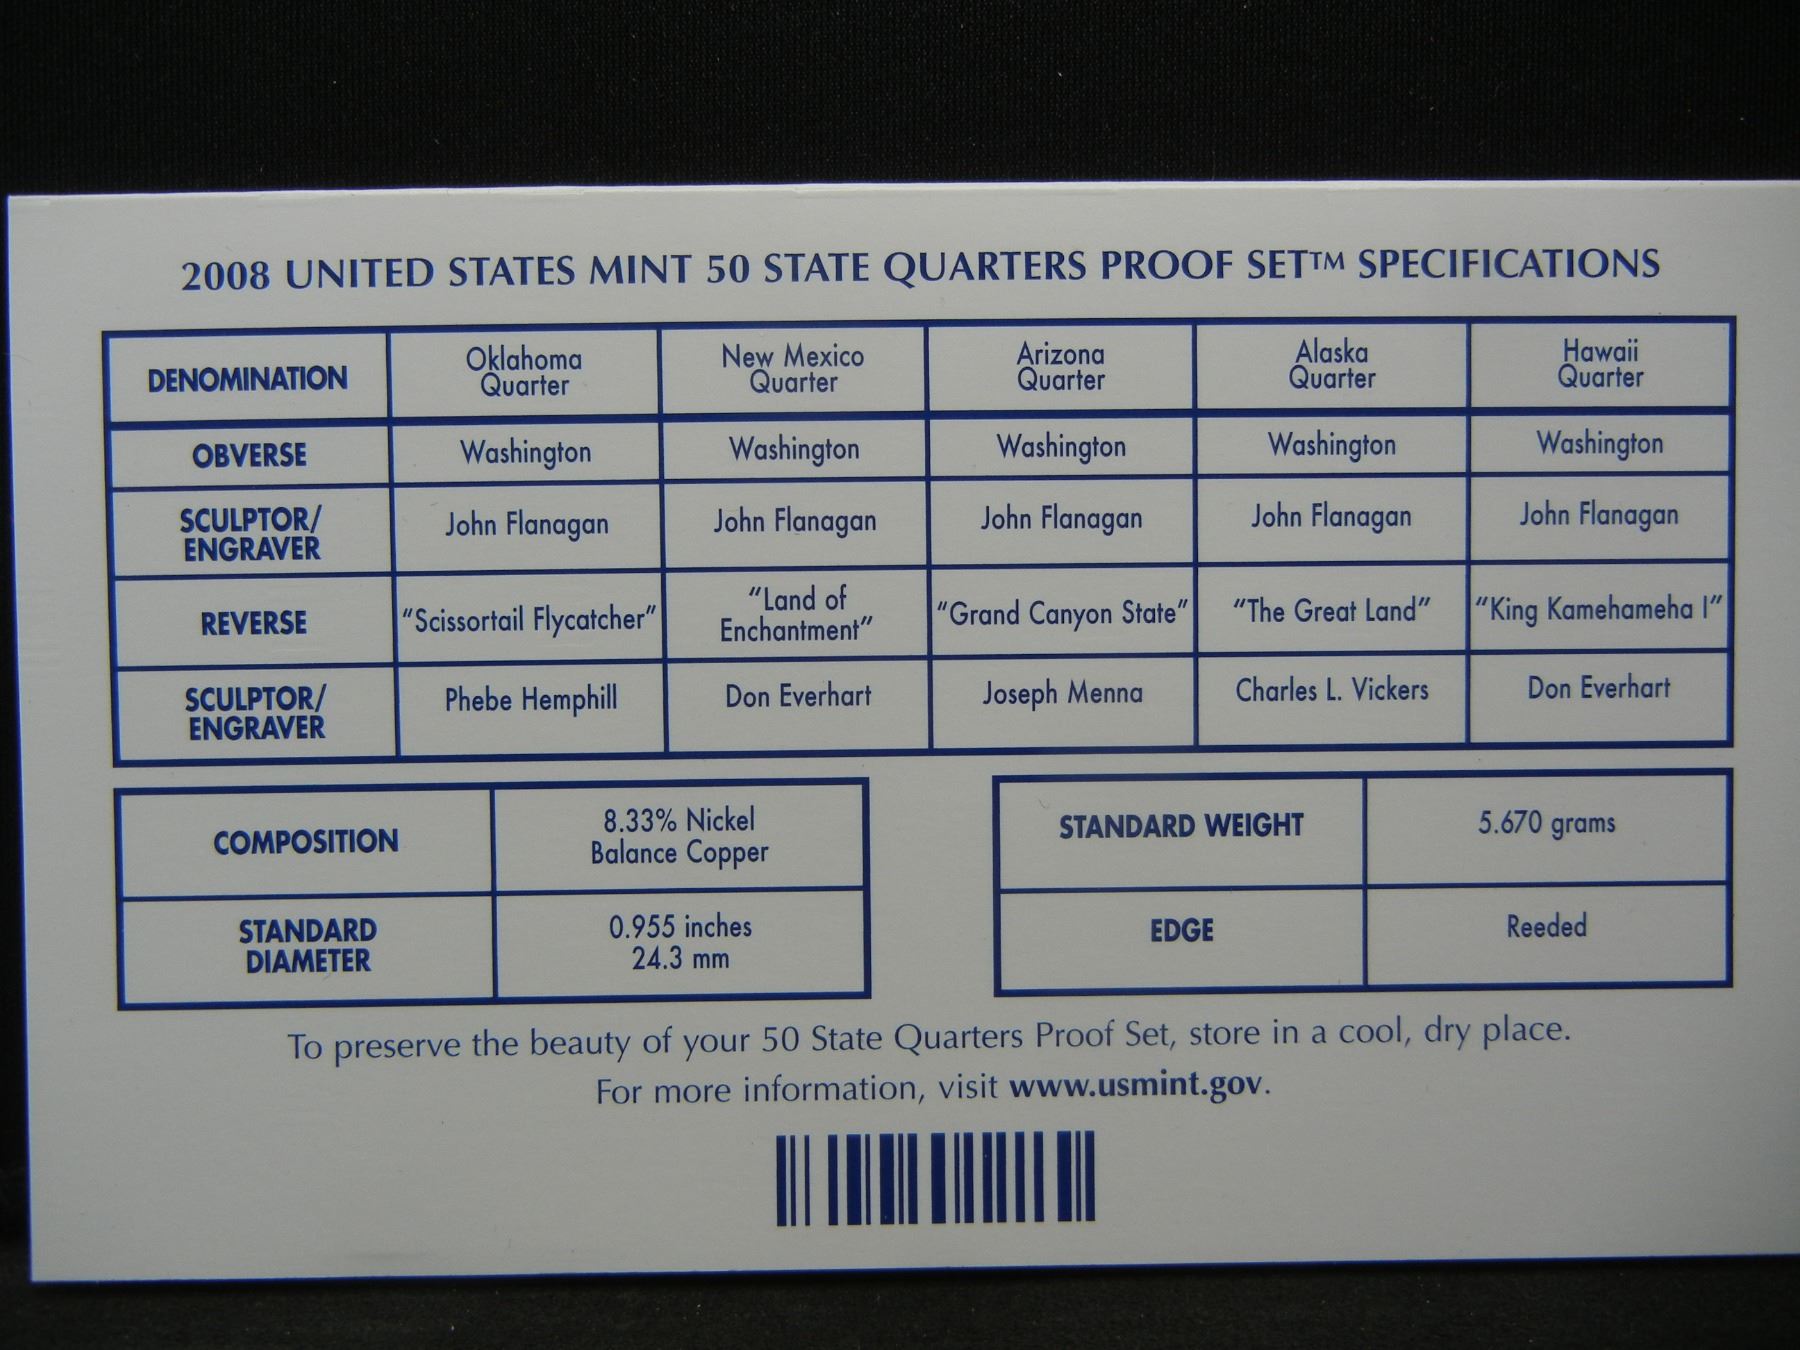 2008 UNITED STATES MINT 50 STATE QUARTERS PROOF SET™ SPECIFICATIONS
DENOMINATION Oklahoma Quarter New Mexico Quarter Arizona Quarter Alaska Quarter Hawaii Quarter
OBVERSE Washington Washington Washington Washington Washington
SCULPTOR/ ENGRAVER John Flanagan John Flanagan John Flanagan John Flanagan John Flanagan
REVERSE "Scissortail Flycatcher" "Land of Enchantment" "Grand Canyon State" "The Great Land" "King Kamehameha I"
SCULPTOR/ ENGRAVER Phebe Hemphill Don Everhart Joseph Menna Charles L. Vickers Don Everhart
COMPOSITION 8.33% Nickel Balance Copper
STANDARD DIAMETER 0.955 inches 24.3 mm
STANDARD WEIGHT 5.670 grams
EDGE Reeded
To preserve the beauty of your 50 State Quarters Proof Set, store in a cool, dry place.
For more information, visit www.usmint.gov.